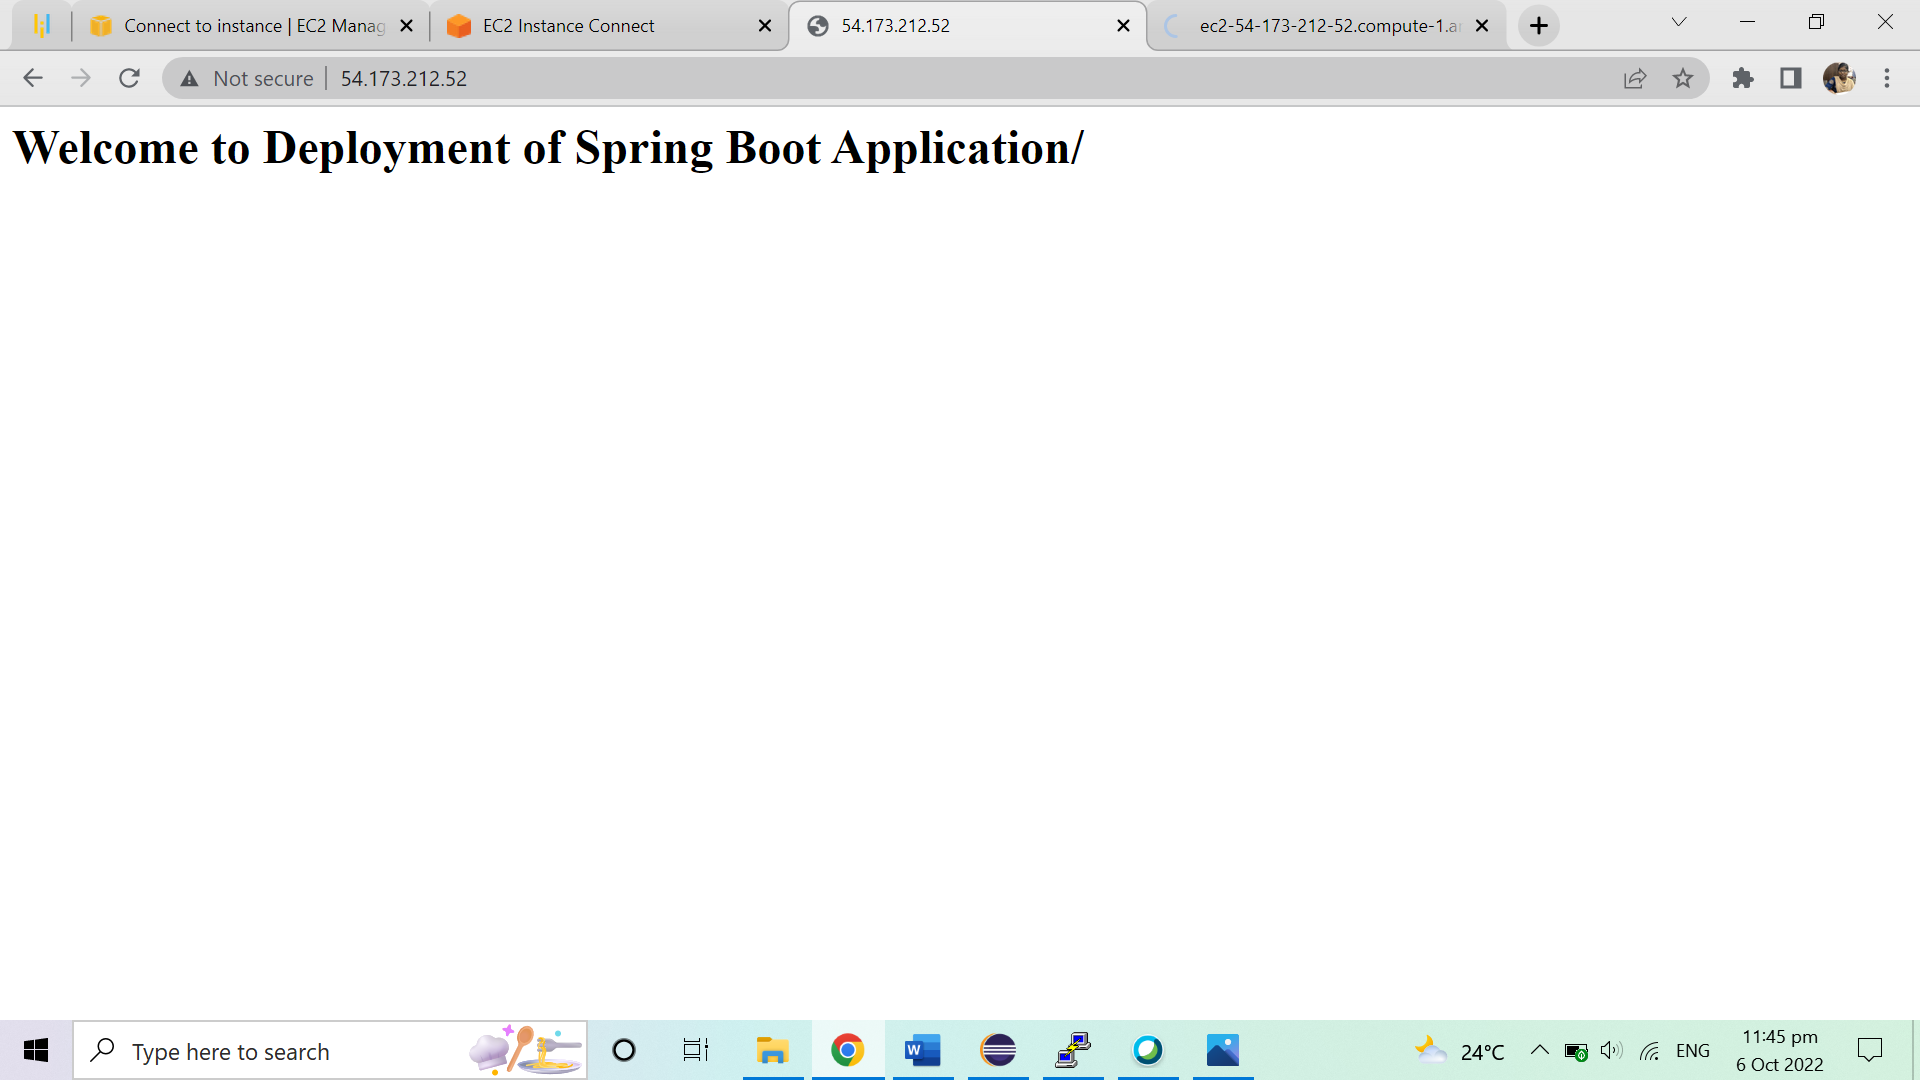 Connect to instance | EC2 Manag
EC2 Instance Connect
54.173.212.52
ec2-54-173-212-52.compute-1.a
Not secure
54.173.212.52
Welcome to Deployment of Spring Boot Application/
Type here to search
W
24°C
ENG
11:45 pm
6 Oct 2022